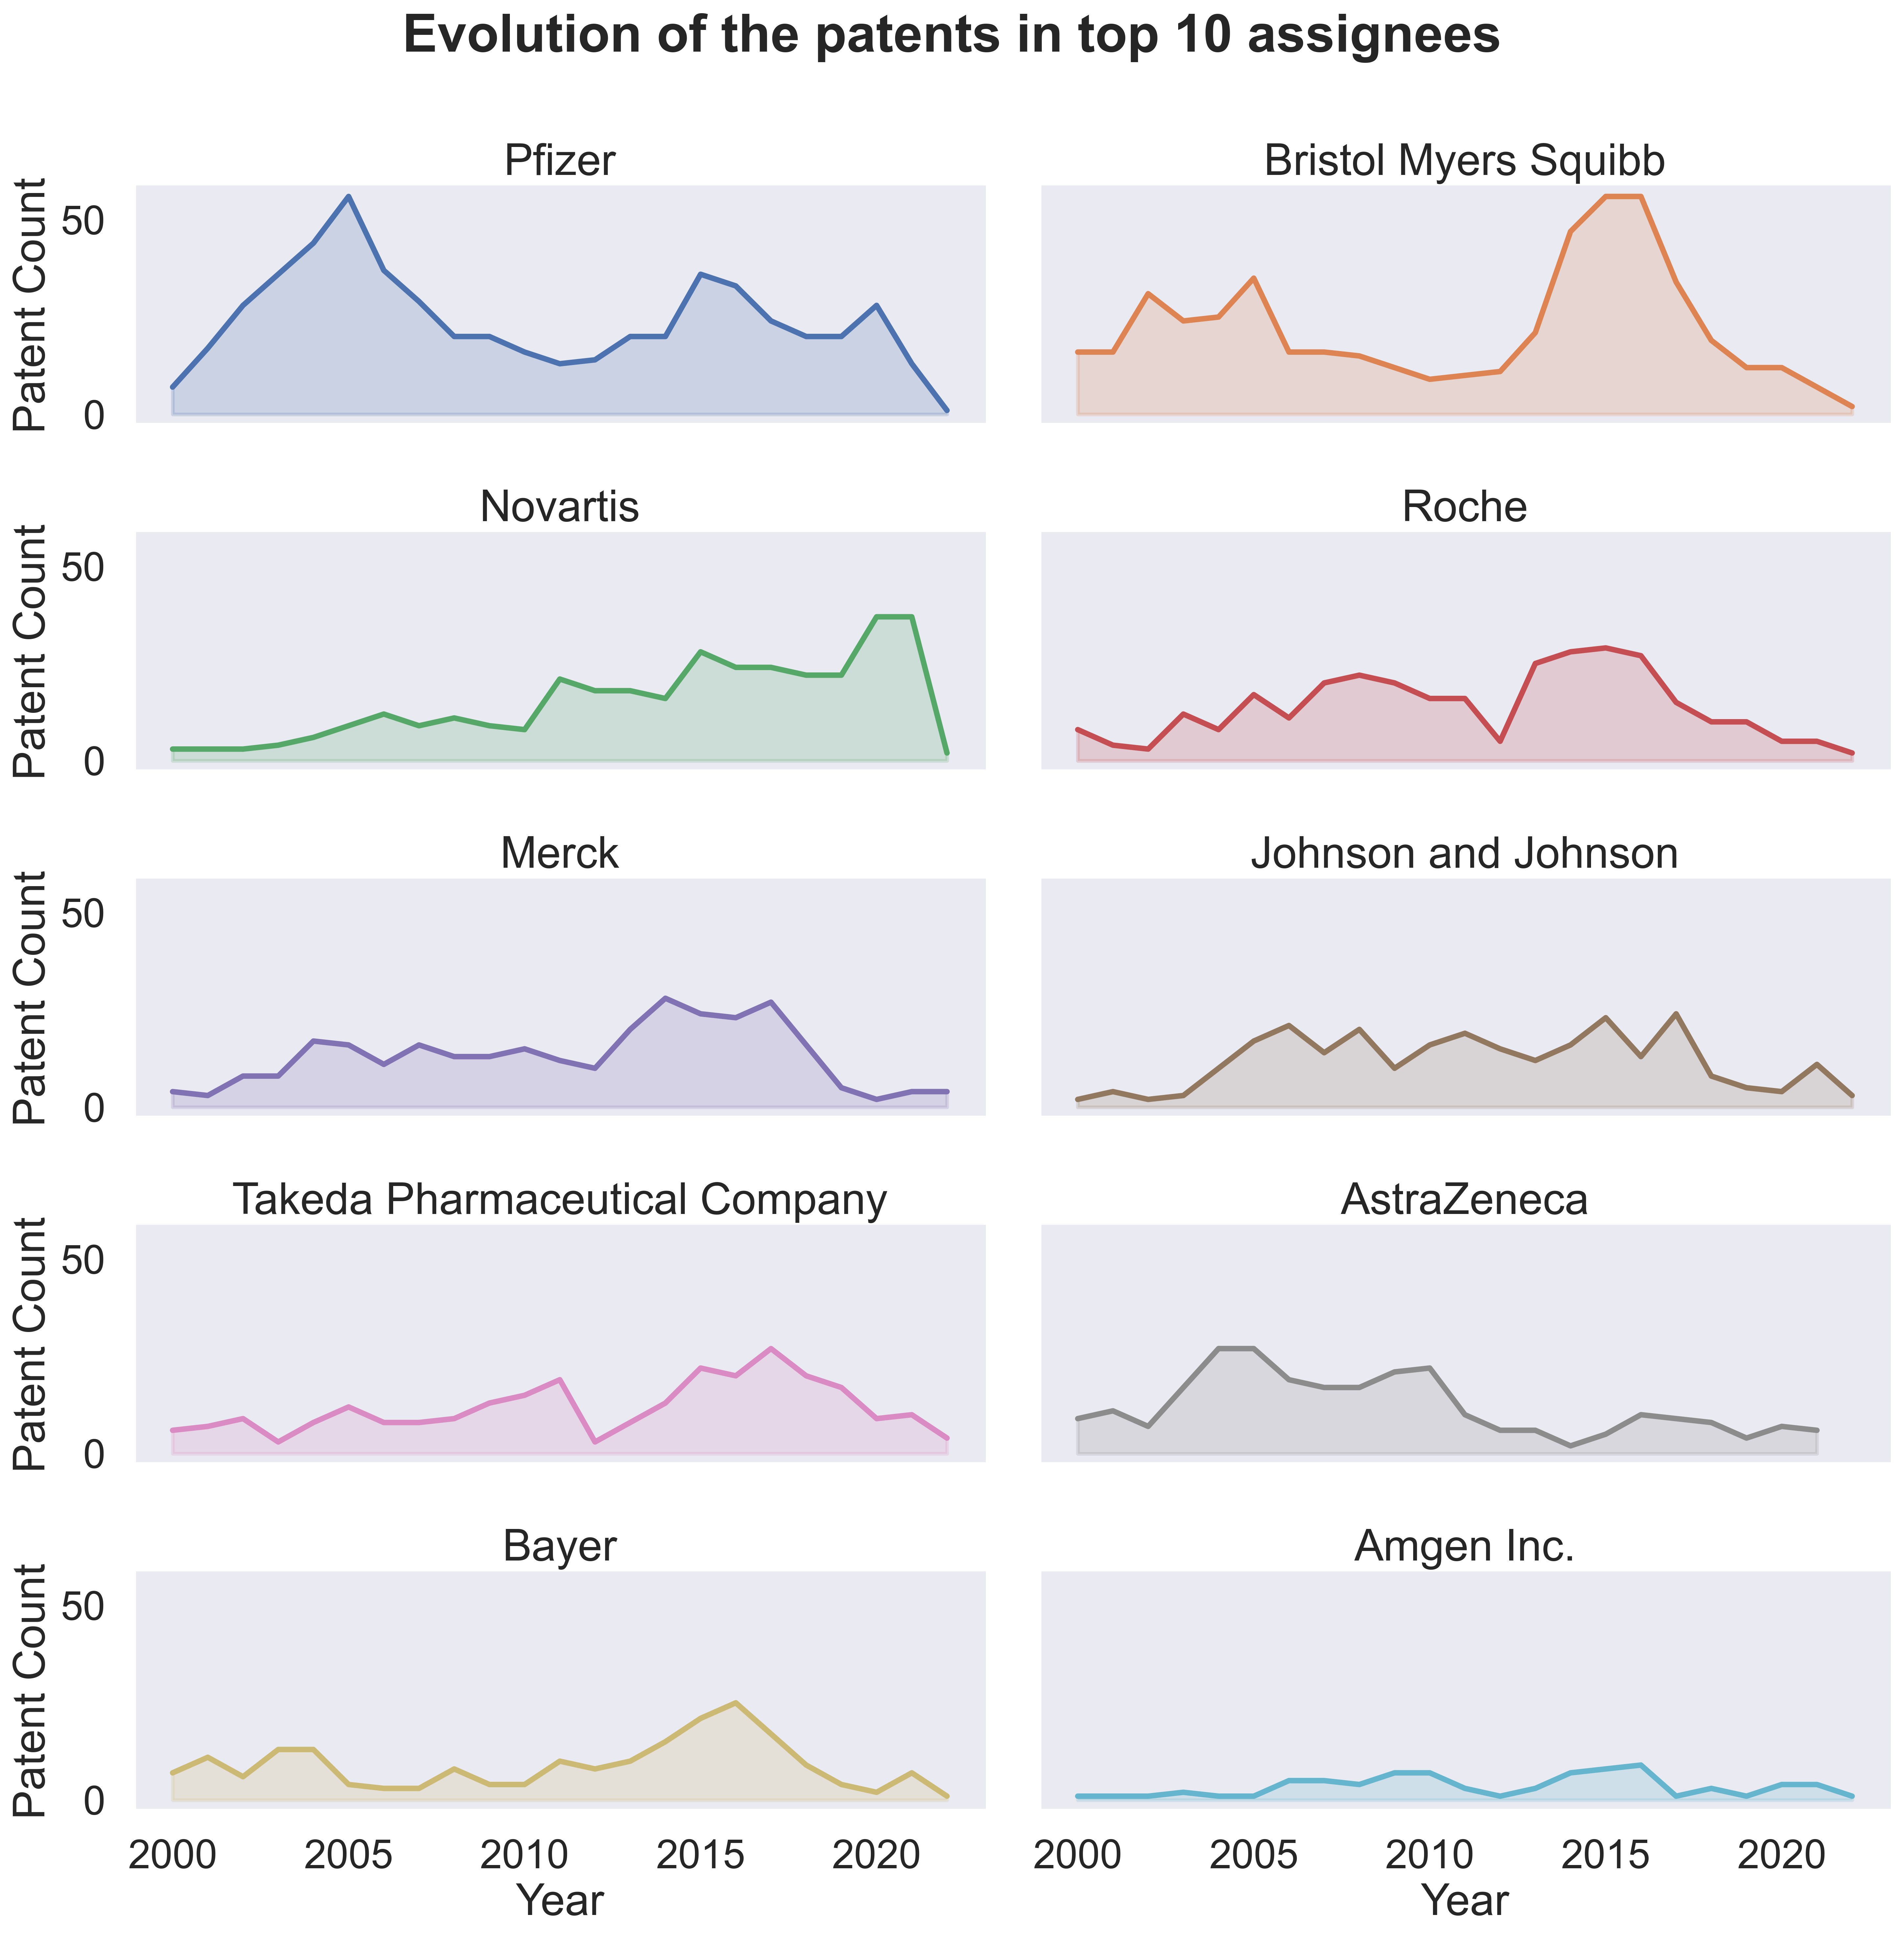 Evolution of the patents in top 10 assignees
Pfizer
Bristol Myers Squibb
Patent Count
50
0
Novartis
Roche
Patent Count
50
0
Merck
Johnson and Johnson
Patent Count
50
0
Takeda Pharmaceutical Company
AstraZeneca
Patent Count
50
0
Bayer
Amgen Inc.
Patent Count
50
0
2000 2005 2010 2015 2020
2000 2005 2010 2015 2020
Year
Year